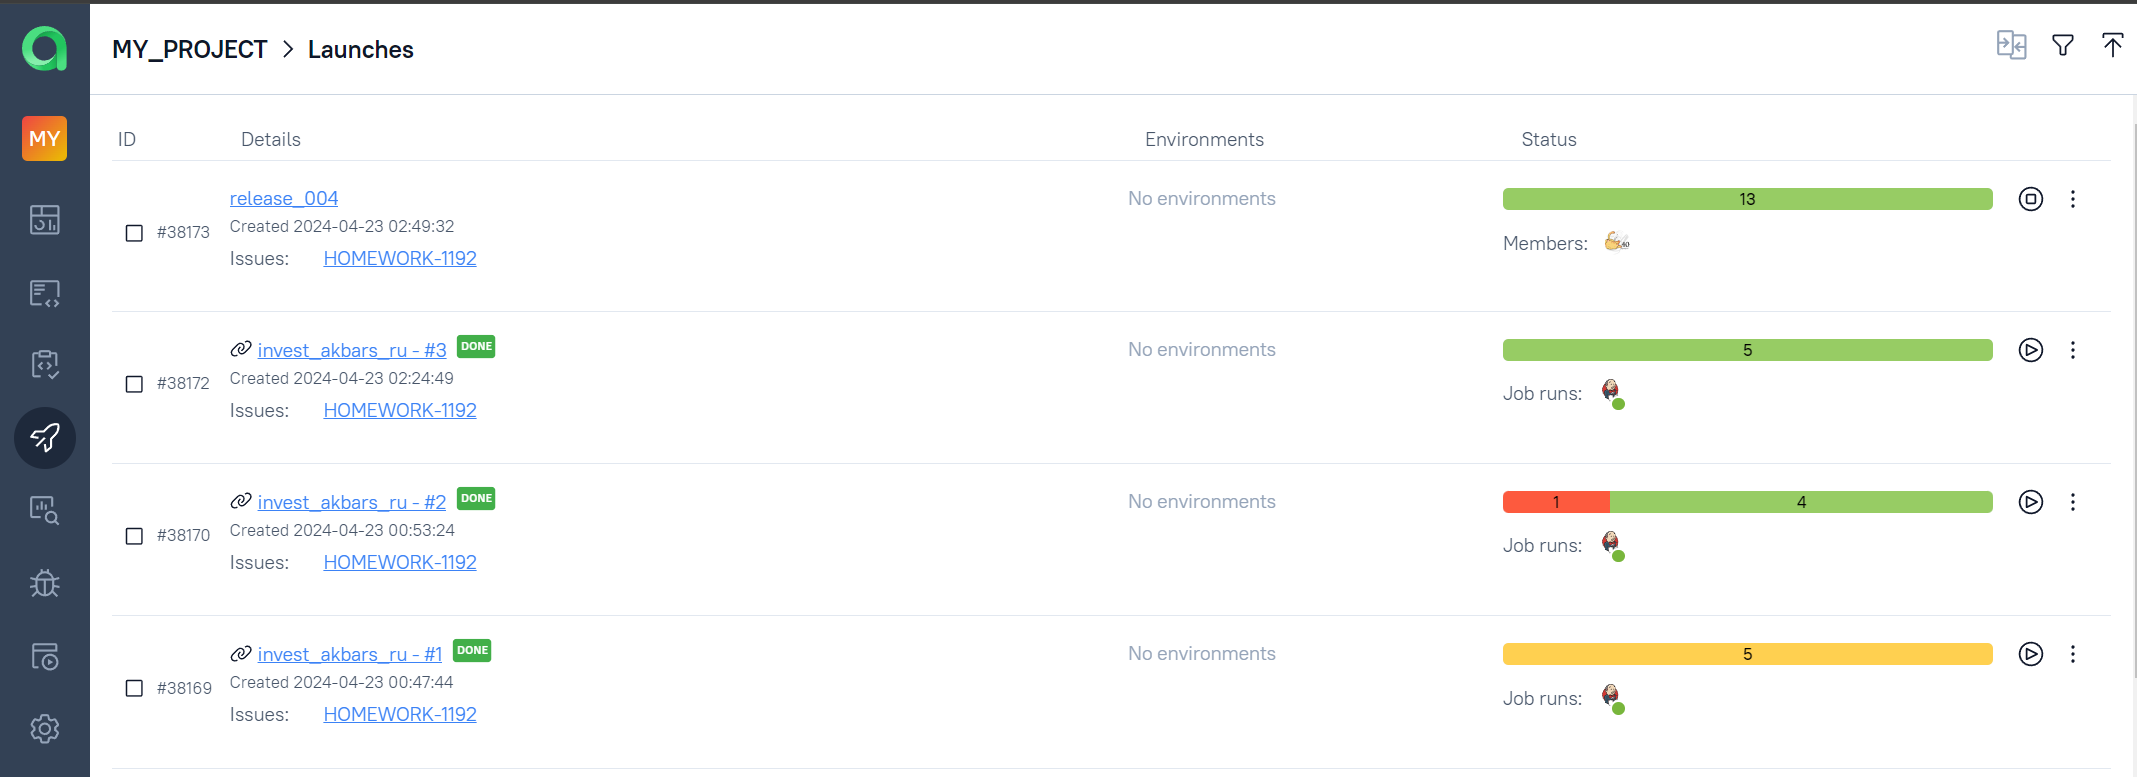 MY_PROJECT > Launches
MY
ID Details Environments Status
release_004 No environments 13
#38173 Created 2024-04-23 02:49:32
Issues: HOMEWORK-1192 Members:
invest_akbars_ru - #3 DONE No environments 5
#38172 Created 2024-04-23 02:24:49
Issues: HOMEWORK-1192 Job runs:
invest_akbars_ru - #2 DONE No environments 1 4
#38170 Created 2024-04-23 00:53:24
Issues: HOMEWORK-1192 Job runs:
invest_akbars_ru - #1 DONE No environments 5
#38169 Created 2024-04-23 00:47:44
Issues: HOMEWORK-1192 Job runs: